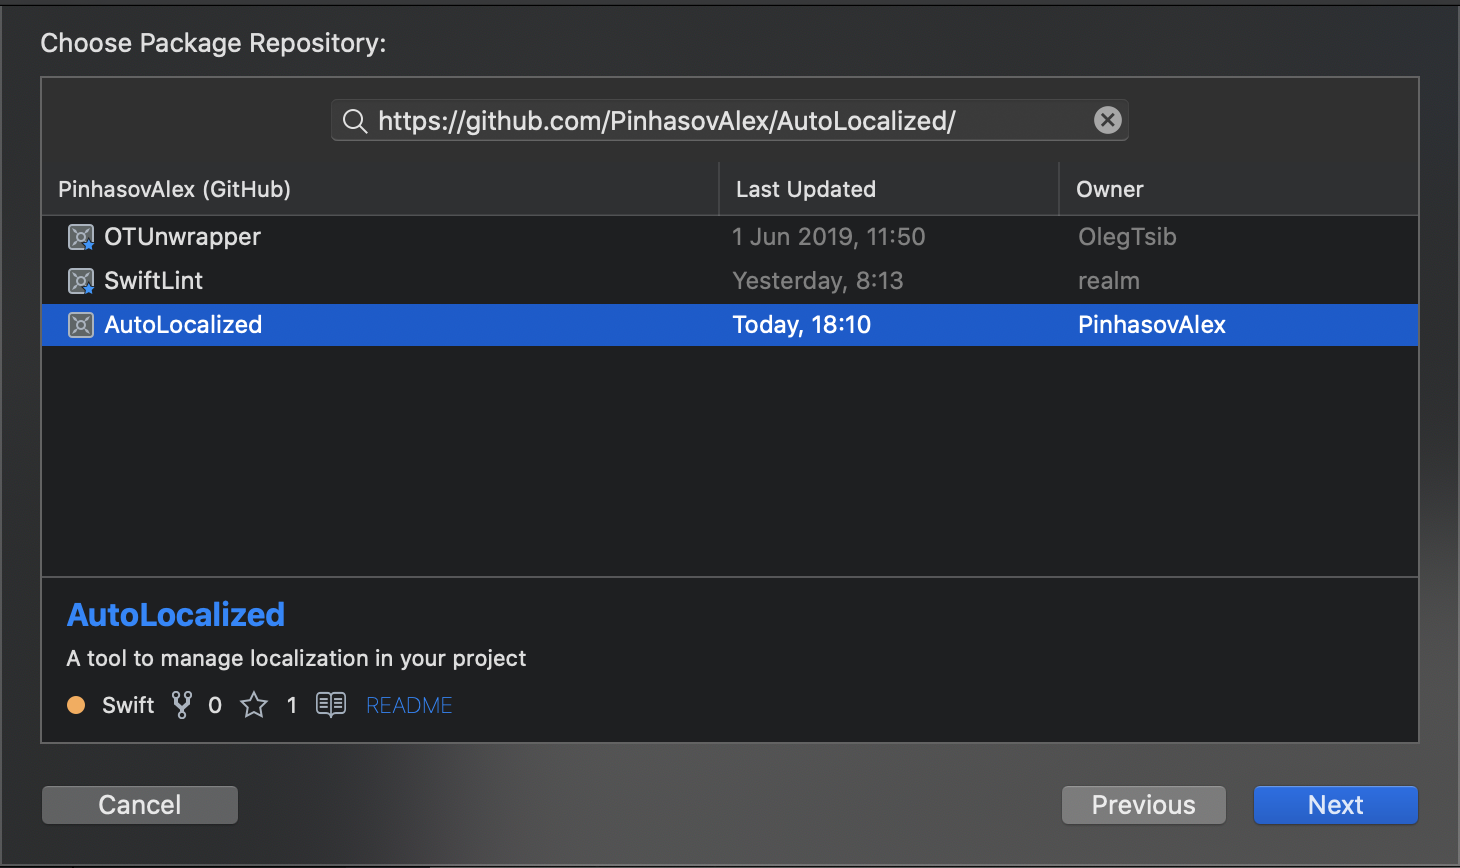 Choose Package Repository:
https://github.com/PinhasovAlex/AutoLocalized/
PinhasovAlex (GitHub) Last Updated Owner
OTUnwrapper 1 Jun 2019, 11:50 OlegTsib
SwiftLint Yesterday, 8:13 realm
AutoLocalized Today, 18:10 PinhasovAlex
AutoLocalized
A tool to manage localization in your project
Swift 0 1 README
Cancel Previous Next